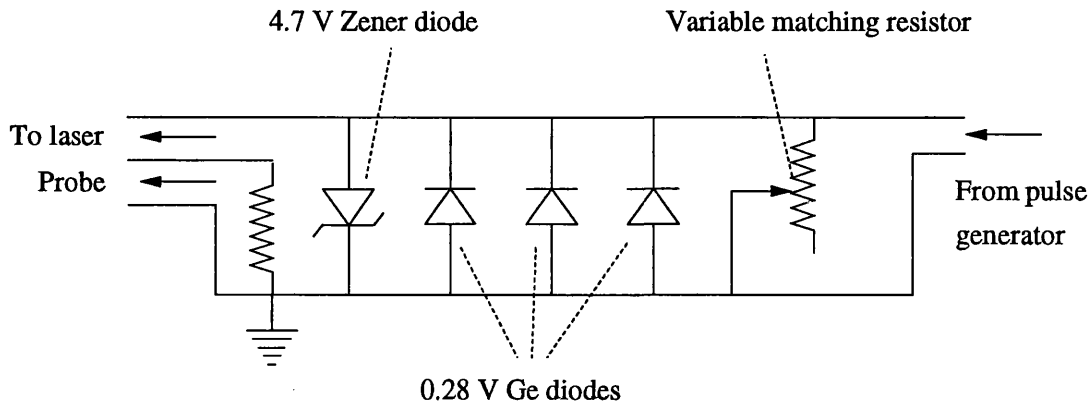 4.7 V Zener diode
Variable matching resistor
To laser
Probe
From pulse
generator
0.28 V Ge diodes